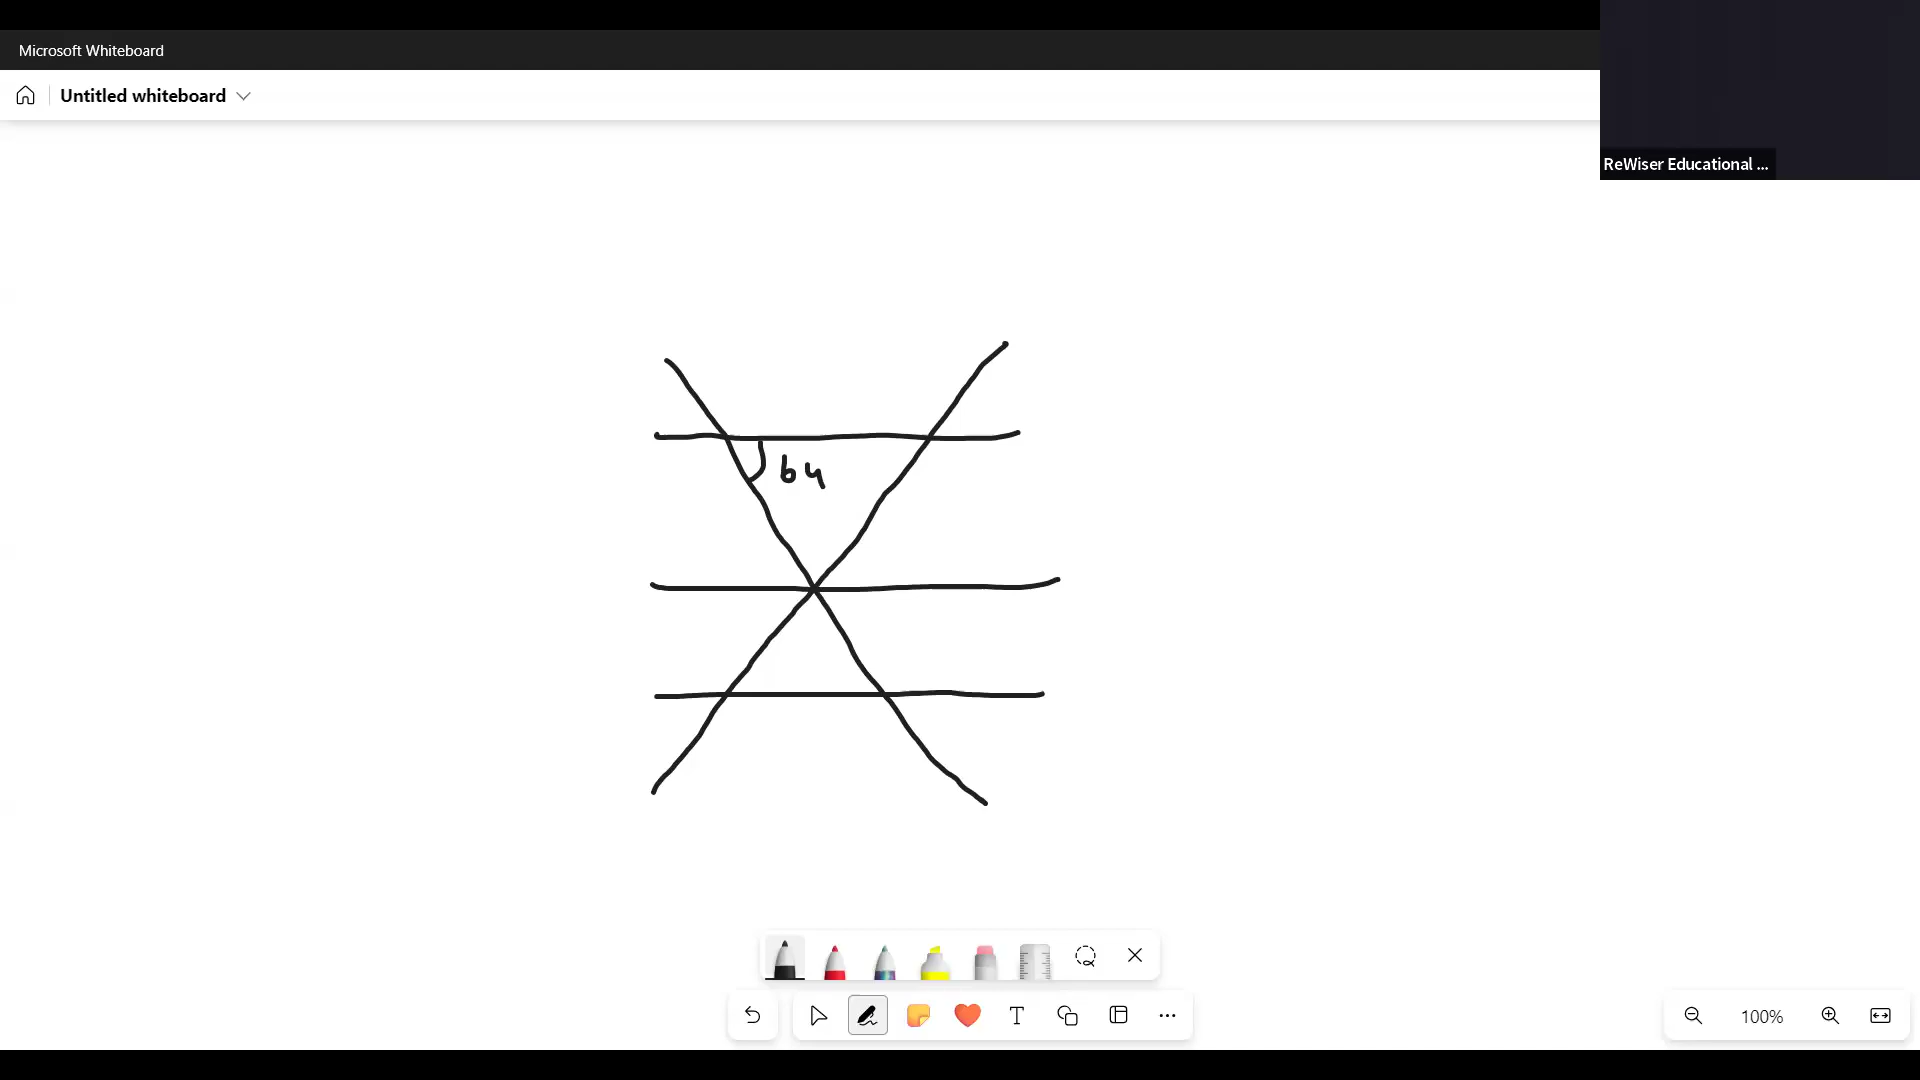 Microsoft Whiteboard
Untitled whiteboard
ReWiser Educational ...
64
T
100%